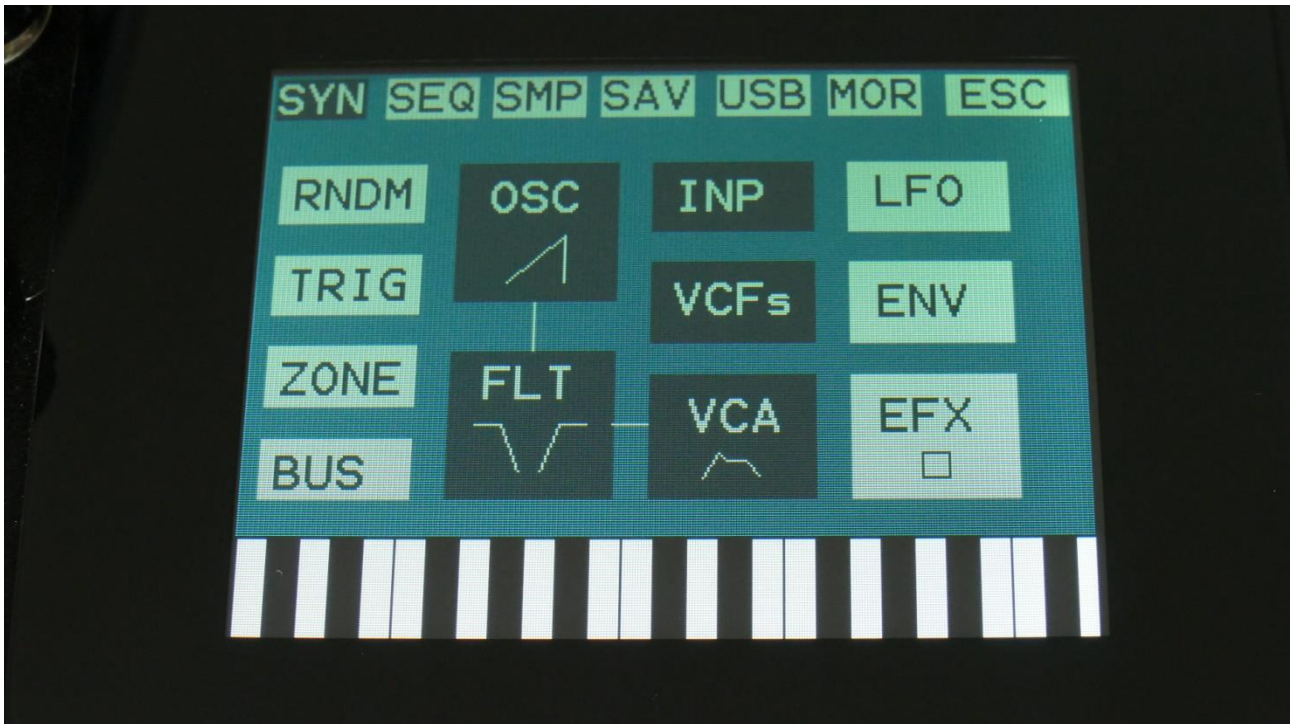 SYN SEQ SMP SAV USB MOR ESC
RNDM OSC INP LFO
TRIG VCFs ENV
ZONE FLT VCA EFX
BUS